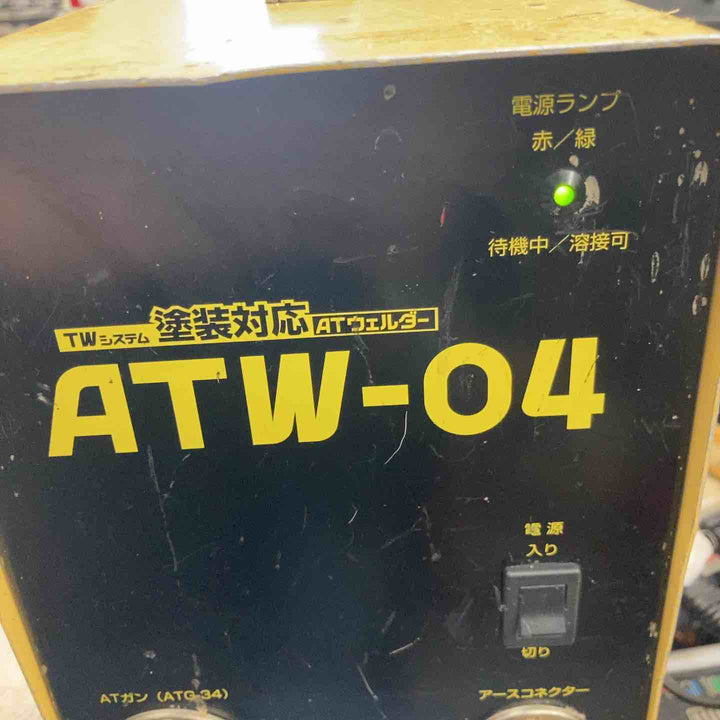 電源ランプ
赤／緑
待機中／溶接可
TWシステム 塗装対応 ATウェルダー
ATW-04
電源
入り
切り
ATガン（ATG-34）
アースコネクター